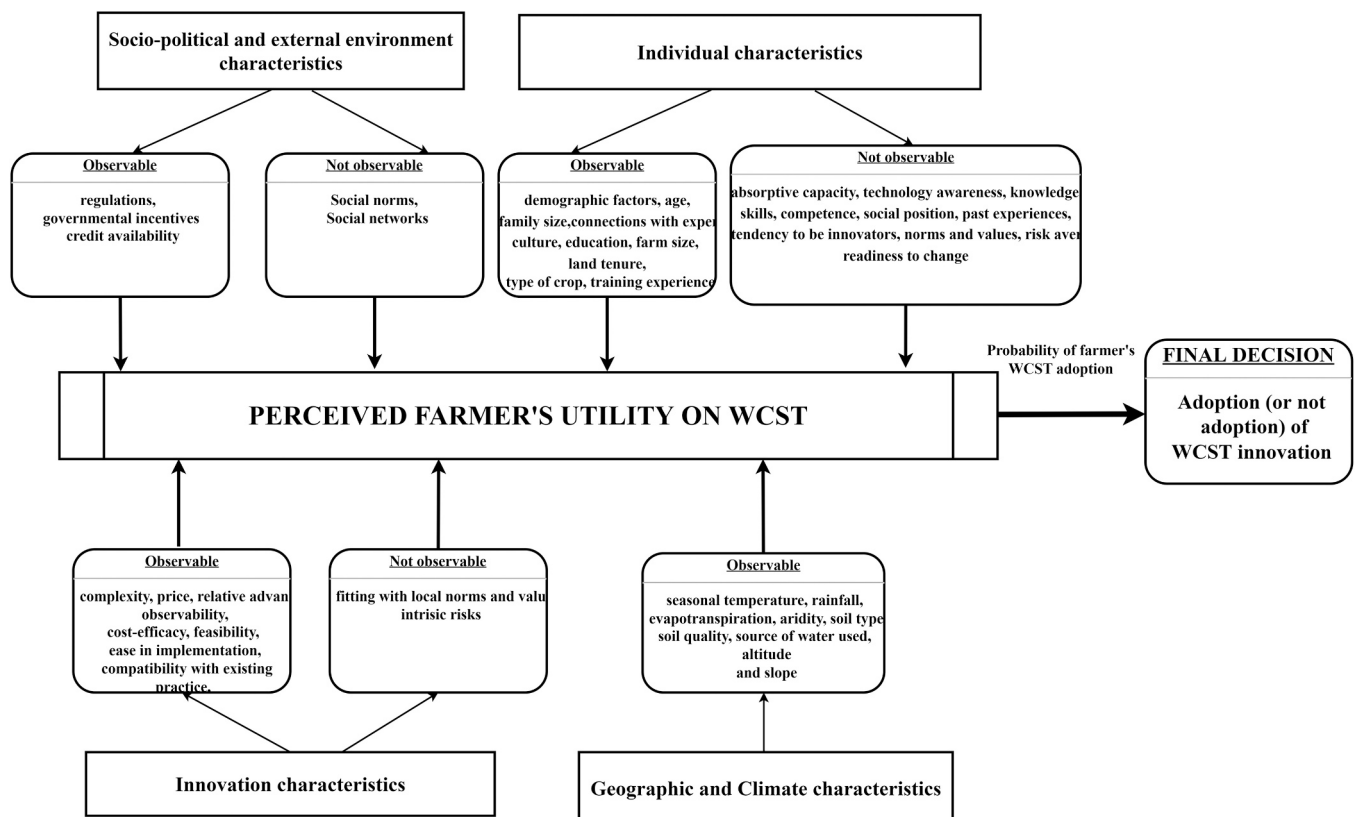 Socio-political and external environment
characteristics
Individual characteristics
Observable
regulations,
governmental incentives
credit availability
Not observable
Social norms,
Social networks
Observable
demographic factors, age,
family size,connections with exper
culture, education, farm size,
land tenure,
type of crop, training experience
Not observable
absorptive capacity, technology awareness, knowledge
skills, competence, social position, past experiences,
tendency to be innovators, norms and values, risk aver
readiness to change
PERCEIVED FARMER'S UTILITY ON WCST
Probability of farmer's
WCST adoption
FINAL DECISION
Adoption (or not
adoption) of
WCST innovation
Observable
complexity, price, relative advan
observability,
cost-efficacy, feasibility,
ease in implementation,
compatibility with existing
practice,
Not observable
fitting with local norms and valu
intrisic risks
Observable
seasonal temperature, rainfall,
evapotranspiration, aridity, soil type
soil quality, source of water used,
altitude
and slope
Innovation characteristics
Geographic and Climate characteristics